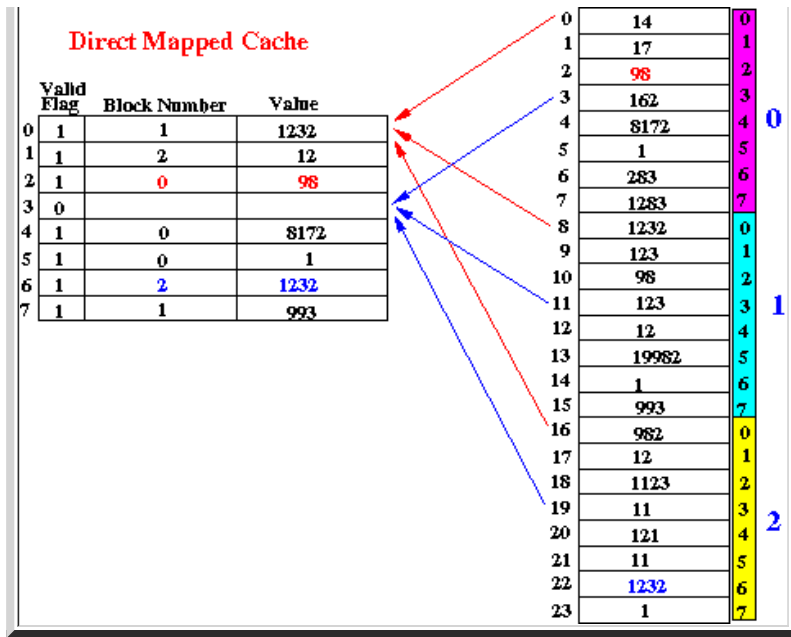 Direct Mapped Cache
Valid
Flag Block Number Value
0 1 1 1232
1 1 2 12
2 1 0 98
3 0
4 1 0 8172
5 1 0 1
6 1 2 1232
7 1 1 993
0 14 0
1 17 1
2 98 2
3 162 3
4 8172 4
5 1 5
6 283 6
7 1283 7
0
8 1232 0
9 123 1
10 98 2
11 123 3
12 12 4
13 19982 5
14 1 6
15 993 7
1
16 982 0
17 12 1
18 1123 2
19 11 3
20 121 4
21 11 5
22 1232 6
23 1 7
2